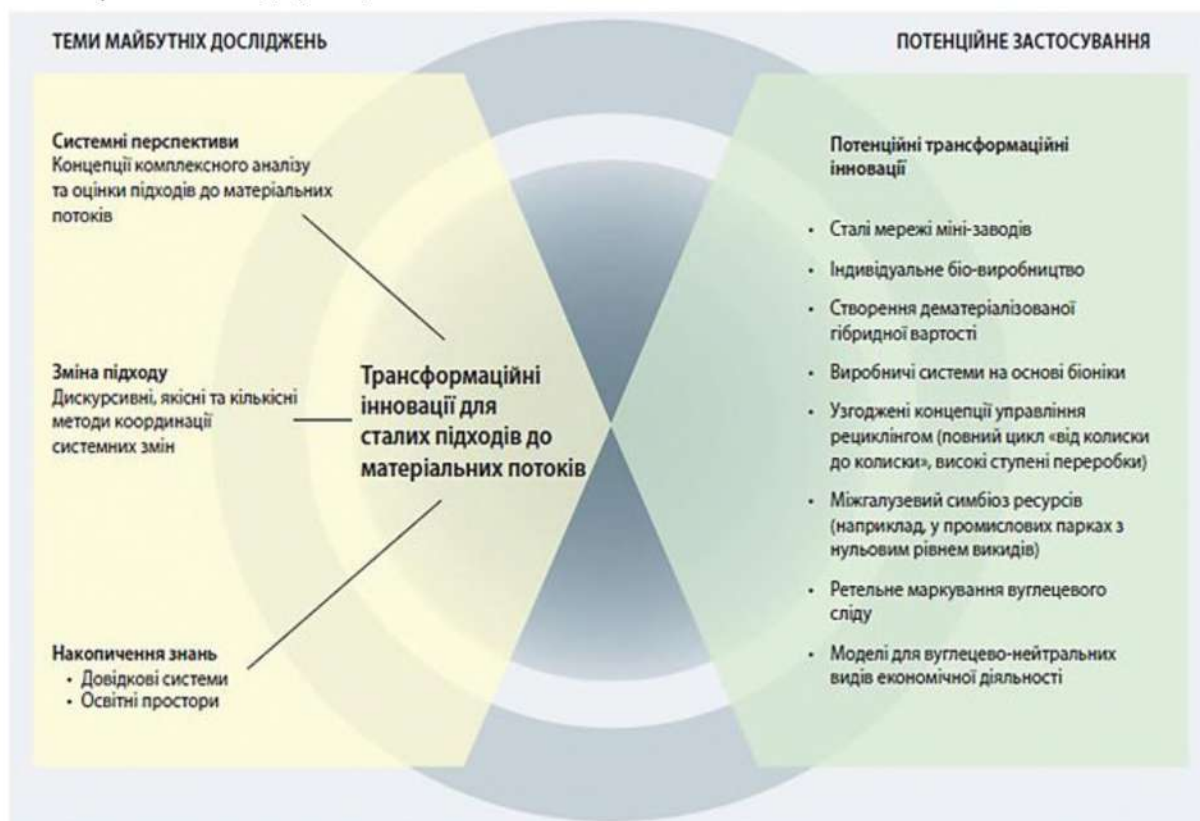 ТЕМИ МАЙБУТНІХ ДОСЛІДЖЕНЬ
Системні перспективи
Концепції комплексного аналізу
та оцінки підходів до матеріальних
потоків
Зміна підходу
Дискурсивні, якісні та кількісні
методи координації
системних змін
Накопичення знань
• Довідкові системи
• Освітні простори
Трансформаційні
інновації для
сталих підходів до
матеріальних потоків
ПОТЕНЦІЙНЕ ЗАСТОСУВАННЯ
Потенційні трансформаційні
інновації
• Сталі мережі міні-заводів
• Індивідуальне біо-виробництво
• Створення дематеріалізованої
гібридної вартості
• Виробничі системи на основі біоніки
• Узгоджені концепції управління
рециклінгом (повний цикл «від колиски
до колиски», високі ступені переробки)
• Міжгалузевий симбіоз ресурсів
(наприклад, у промислових парках з
нульовим рівнем викидів)
• Ретельне маркування вуглецевого
сліду
• Моделі для вуглецево-нейтральних
видів економічної діяльності